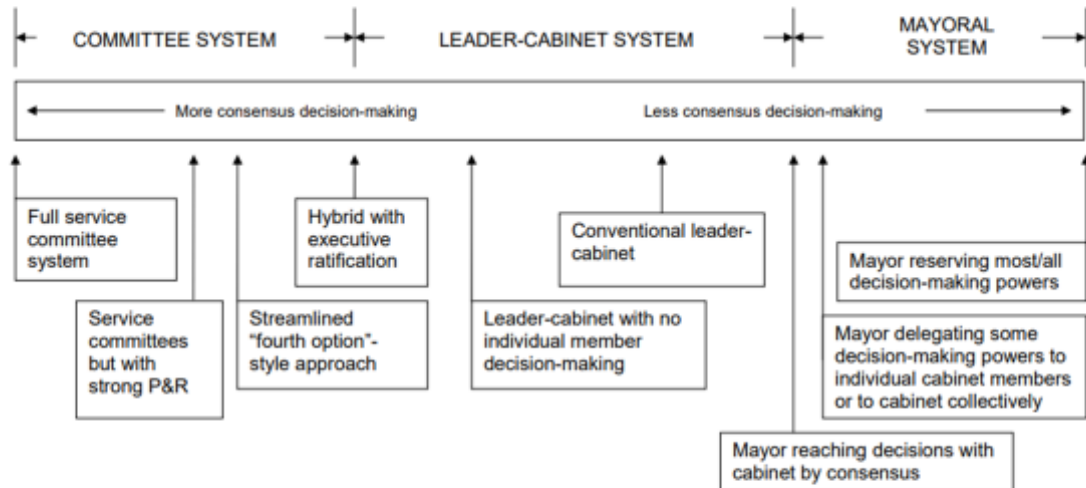 COMMITTEE SYSTEM
LEADER-CABINET SYSTEM
MAYORAL
SYSTEM
More consensus decision-making
Less consensus decision-making
Full service
committee
system
Hybrid with
executive
ratification
Conventional leader-
cabinet
Mayor reserving most/all
decision-making powers
Service
committees
but with
strong P&R
Streamlined
“fourth option”-
style approach
Leader-cabinet with no
individual member
decision-making
Mayor delegating some
decision-making powers to
individual cabinet members
or to cabinet collectively
Mayor reaching decisions with
cabinet by consensus